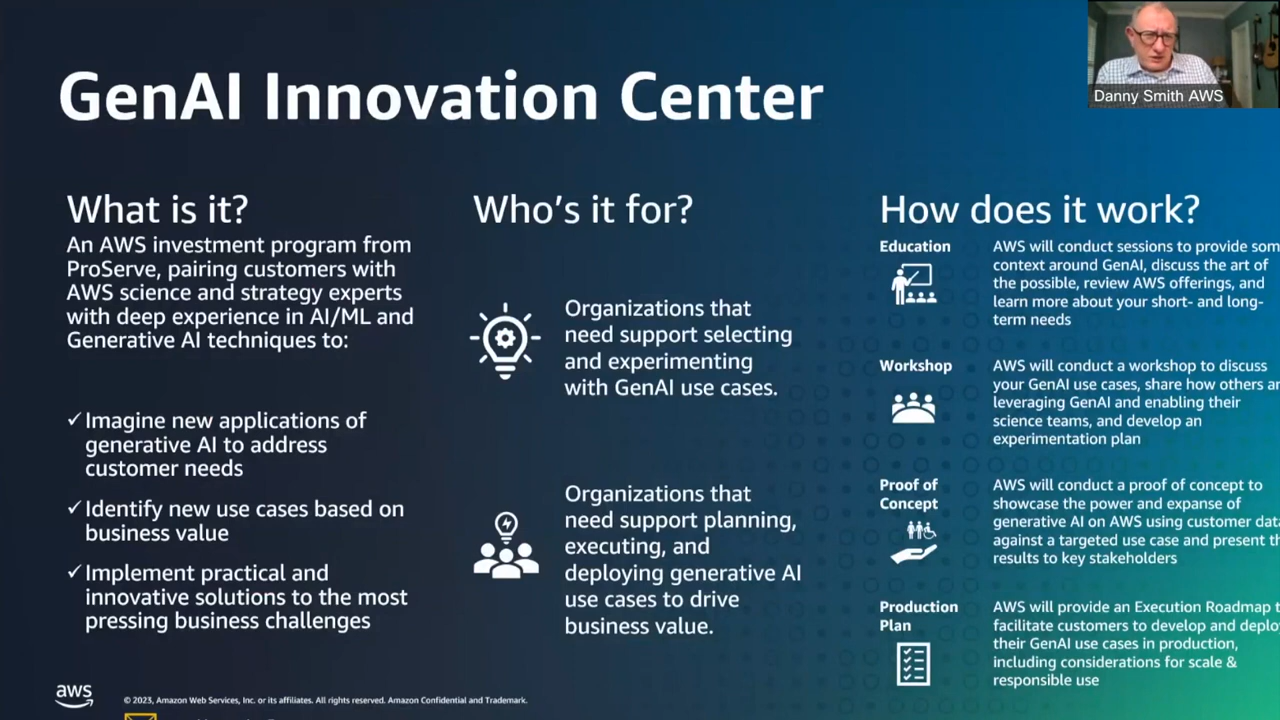 GenAI Innovation Center
Danny Smith AWS
What is it?
An AWS investment program from
ProServe, pairing customers with
AWS science and strategy experts
with deep experience in AI/ML and
Generative AI techniques to:
✓ Imagine new applications of
generative AI to address
customer needs
✓ Identify new use cases based on
business value
✓ Implement practical and
innovative solutions to the most
pressing business challenges
Who's it for?
Organizations that
need support selecting
and experimenting
with GenAI use cases.
Organizations that
need support planning,
executing, and
deploying generative AI
use cases to drive
business value.
How does it work?
Education
AWS will conduct sessions to provide som
context around GenAI, discuss the art of
the possible, review AWS offerings, and
learn more about your short- and long-
term needs
Workshop
AWS will conduct a workshop to discuss
your GenAI use cases, share how others ar
leveraging GenAI and enabling their
science teams, and develop an
experimentation plan
Proof of
Concept
AWS will conduct a proof of concept to
showcase the power and expanse of
generative AI on AWS using customer data
against a targeted use case and present th
results to key stakeholders
Production
Plan
AWS will provide an Execution Roadmap t
facilitate customers to develop and deplo
their GenAI use cases in production,
including considerations for scale &
responsible use
aws
© 2023, Amazon Web Services, Inc. or its affiliates. All rights reserved. Amazon Confidential and Trademark.